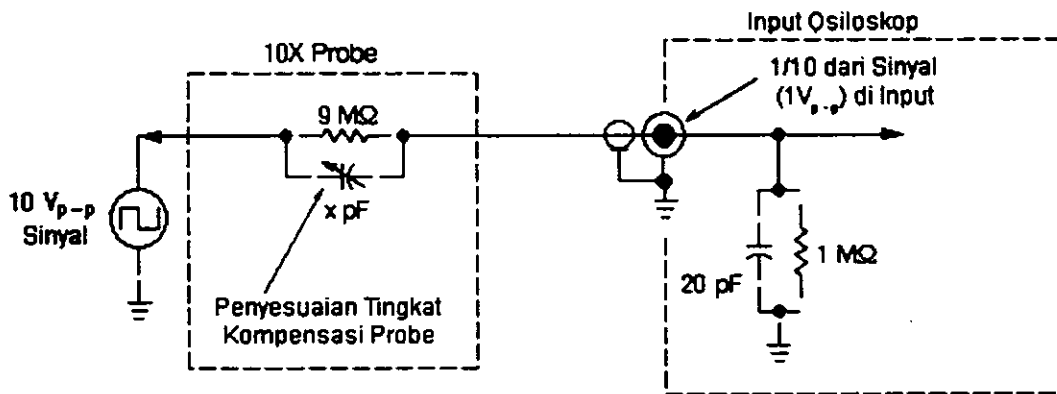 Input Osiloskop
10X Probe
1/10 dari Sinyal
(1Vp-p) di Input
9 MΩ
x pF
10 Vp-p
Sinyal
20 pF
1 MΩ
Penyesuaian Tingkat
Kompensasi Probe